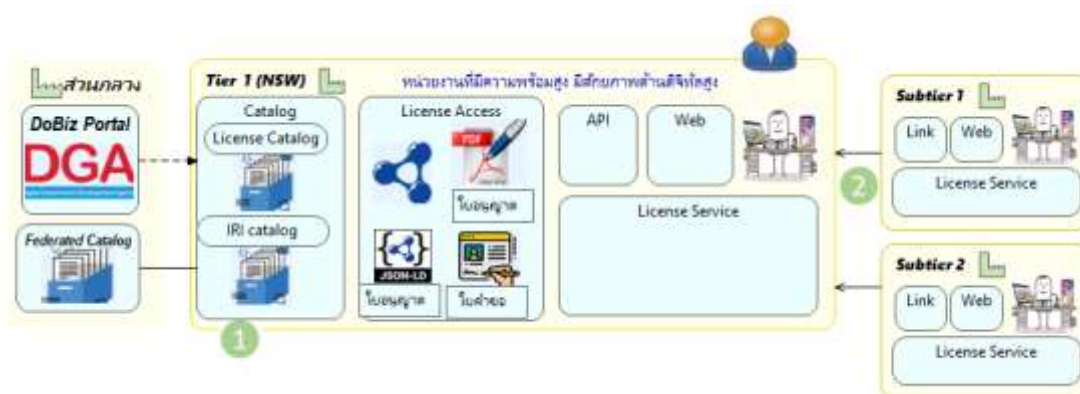 ส่วนกลาง
DoBiz Portal
DGA
Federated Catalog
Tier 1 (NSW)
หน่วยงานที่มีความพร้อมสูง มีศักยภาพด้านดิจิทัลสูง
Catalog
License Catalog
IRI catalog
1
License Access
PDF
ใบอนุญาต
JSON-LD
ใบอนุญาต
ใบคำขอ
API
Web
License Service
2
Subtier 1
Link
Web
License Service
Subtier 2
Link
Web
License Service